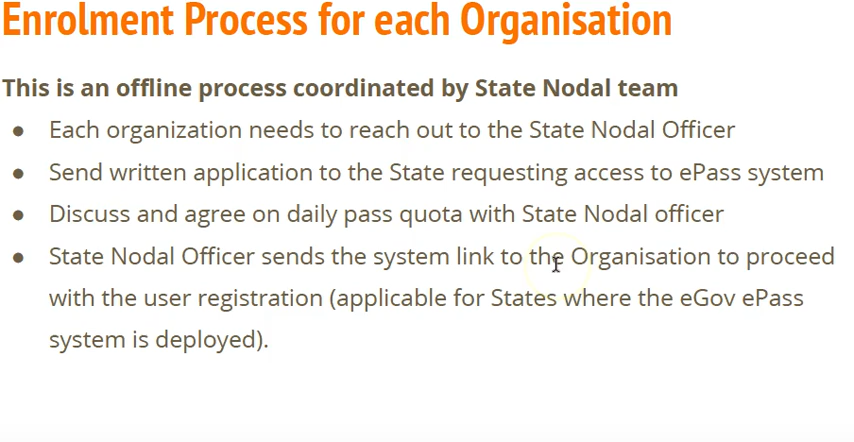 Enrolment Process for each Organisation
This is an offline process coordinated by State Nodal team
● Each organization needs to reach out to the State Nodal Officer
● Send written application to the State requesting access to ePass system
● Discuss and agree on daily pass quota with State Nodal officer
● State Nodal Officer sends the system link to the Organisation to proceed
with the user registration (applicable for States where the eGov ePass
system is deployed).